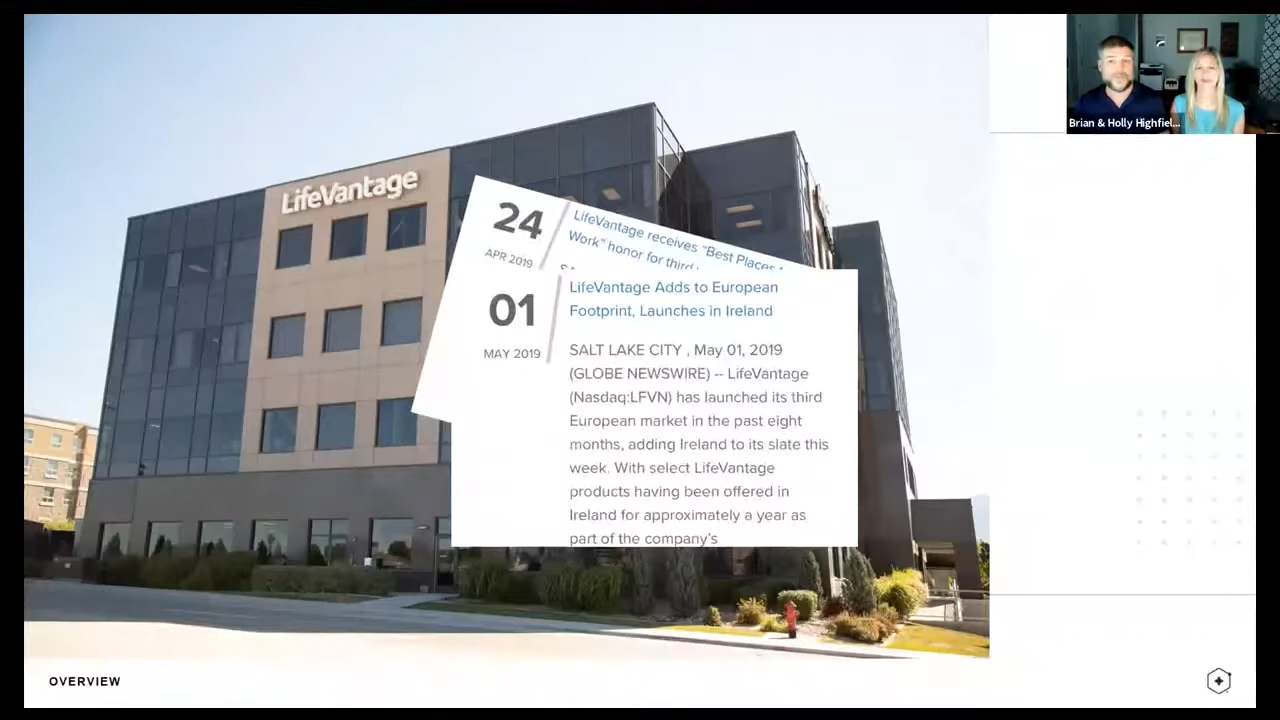 Brian & Holly Highfiel...
LifeVantage
24
APR 2019
LifeVantage receives "Best Places
Work" honor for third
01
MAY 2019
LifeVantage Adds to European
Footprint, Launches in Ireland
SALT LAKE CITY , May 01, 2019
(GLOBE NEWSWIRE) -- LifeVantage
(Nasdaq:LFVN) has launched its third
European market in the past eight
months, adding Ireland to its slate this
week. With select LifeVantage
products having been offered in
Ireland for approximately a year as
part of the company's
OVERVIEW